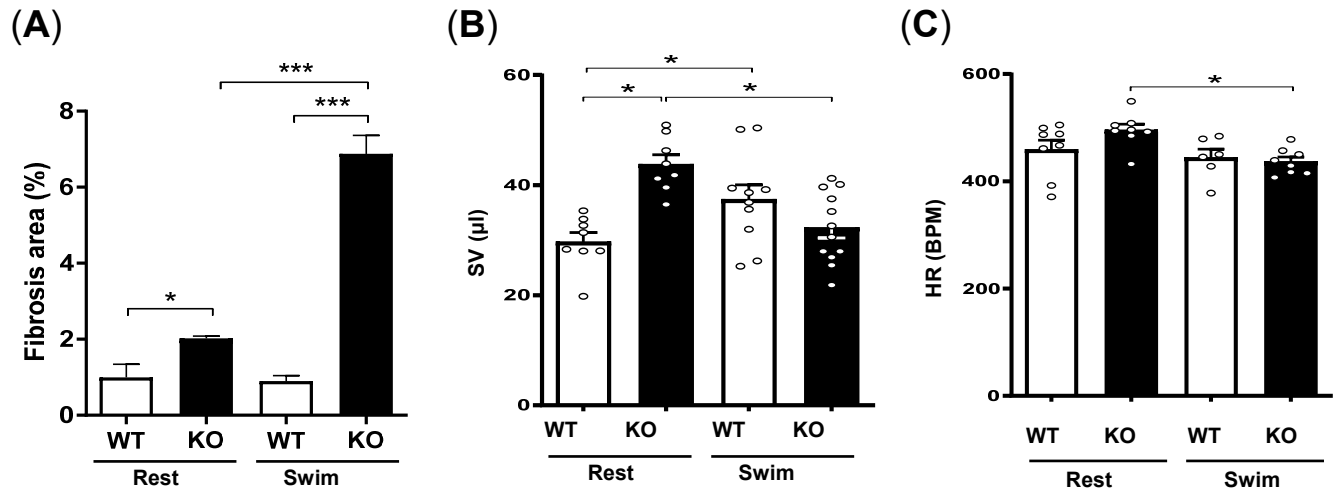 (A)
***
***
*
Fibrosis area (%)
8
6
4
2
0
WT KO WT KO
Rest Swim
(B)
*
* *
SV (µl)
60
40
20
0
WT KO WT KO
Rest Swim
(C)
*
HR (BPM)
600
400
200
0
WT KO WT KO
Rest Swim